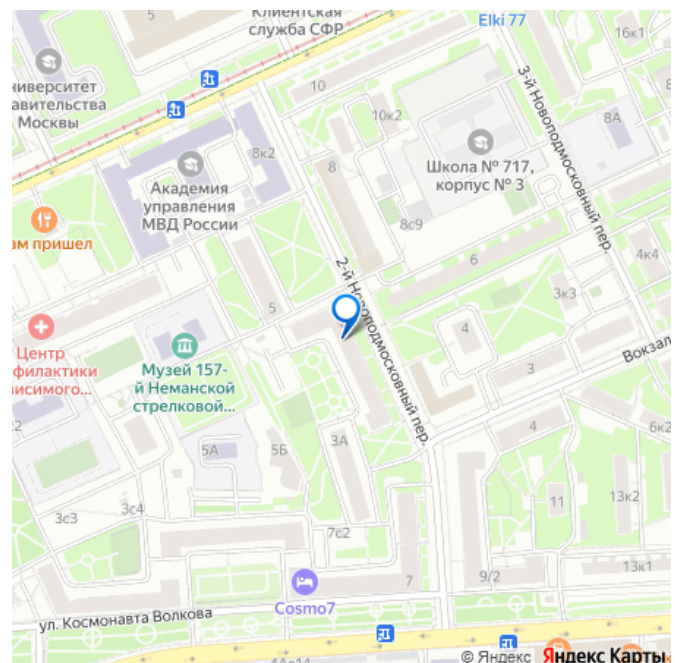 Клиентская
служба СФР
5
Elki 77
16к1
ниверситет
авительства
Москвы
10
10к2
3-й Новоподмосковный пер.
8А
8
8к2
Школа № 717,
корпус № 3
Академия
управления
МВД России
8
8с9
ам пришел
2-й Новоподмосковный пер.
6
4к4
5
3к3
4
Центр
филактики
висимого...
Музей 157-
й Неманской
стрелковой...
3
Вокзал
2
5А
5Б
3А
4
6к2
3с3
3с4
11
13к2
7с2
7
9/2
13к1
Cosmo7
ул. Космонавта Волкова
© Яндекс Яндекс Карты